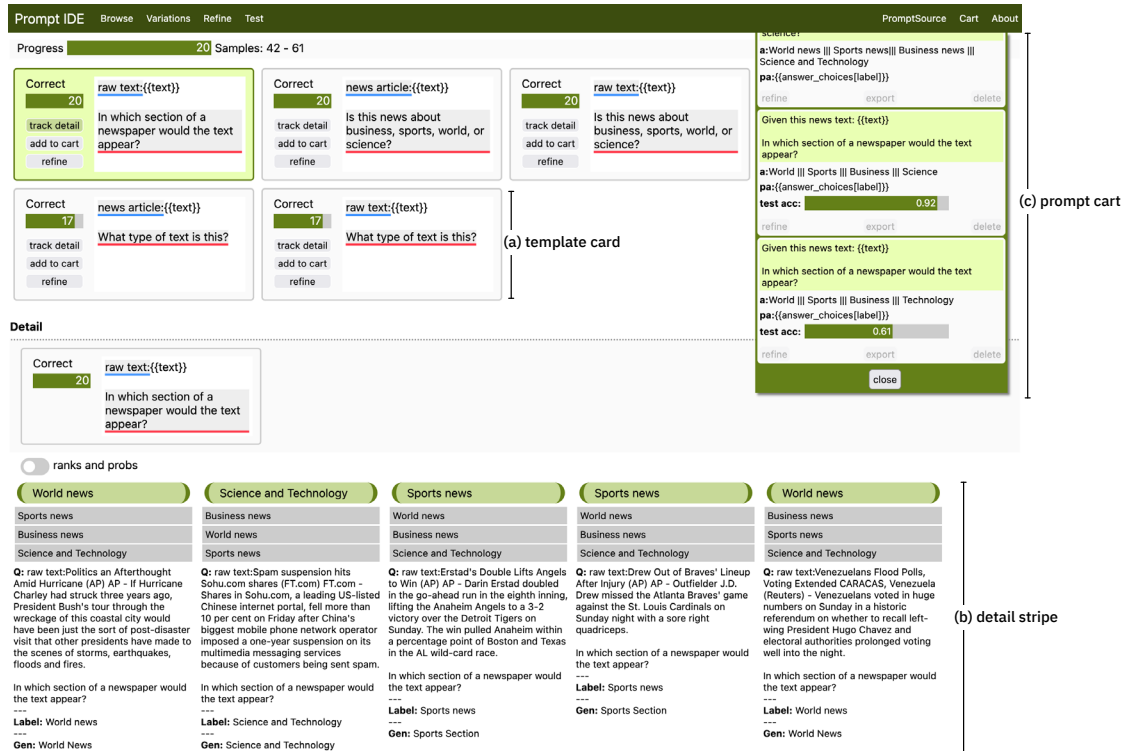 Prompt IDE Browse Variations Refine Test PromptSource Cart About
Progress 20 Samples: 42 - 61
Correct
20
track detail
add to cart
refine
raw text:{{text}}
In which section of a
newspaper would the text
appear?
Correct
20
track detail
add to cart
refine
news article:{{text}}
Is this news about
business, sports, world, or
science?
Correct
20
track detail
add to cart
refine
raw text:{{text}}
Is this news about
business, sports, world, or
science?
Correct
17
track detail
add to cart
refine
news article:{{text}}
What type of text is this?
Correct
17
track detail
add to cart
refine
raw text:{{text}}
What type of text is this?
(a) template card
science?
a:World news ||| Sports news||| Business news |||
Science and Technology
pa:{{answer_choices[label]}}
refine export delete
Given this news text: {{text}}
In which section of a newspaper would the text
appear?
a:World ||| Sports ||| Business ||| Science
pa:{{answer_choices[label]}}
test acc: 0.92
refine export delete
Given this news text: {{text}}
In which section of a newspaper would the text
appear?
a:World ||| Sports ||| Business ||| Technology
pa:{{answer_choices[label]}}
test acc: 0.61
refine export delete
close
(c) prompt cart
Detail
Correct
20
raw text:{{text}}
In which section of a
newspaper would the text
appear?
ranks and probs
World news
Sports news
Business news
Science and Technology
Q: raw text:Politics an Afterthought
Amid Hurricane (AP) AP - If Hurricane
Charley had struck three years ago,
President Bush's tour through the
wreckage of this coastal city would
have been just the sort of post-disaster
visit that other presidents have made to
the scenes of storms, earthquakes,
floods and fires.
In which section of a newspaper would
the text appear?
---
Label: World news
---
Gen: World News
Science and Technology
Business news
World news
Sports news
Q: raw text:Spam suspension hits
Sohu.com shares (FT.com) FT.com -
Shares in Sohu.com, a leading US-listed
Chinese internet portal, fell more than
10 per cent on Friday after China's
biggest mobile phone network operator
imposed a one-year suspension on its
multimedia messaging services
because of customers being sent spam.
In which section of a newspaper would
the text appear?
---
Label: Science and Technology
---
Gen: Science and Technology
Sports news
World news
Business news
Science and Technology
Q: raw text:Erstad's Double Lifts Angels
to Win (AP) AP - Darin Erstad doubled
in the go-ahead run in the eighth inning,
lifting the Anaheim Angels to a 3-2
victory over the Detroit Tigers on
Sunday. The win pulled Anaheim within
a percentage point of Boston and Texas
in the AL wild-card race.
In which section of a newspaper would
the text appear?
---
Label: Sports news
---
Gen: Sports Section
Sports news
World news
Business news
Science and Technology
Q: raw text:Drew Out of Braves' Lineup
After Injury (AP) AP - Outfielder J.D.
Drew missed the Atlanta Braves' game
against the St. Louis Cardinals on
Sunday night with a sore right
quadriceps.
In which section of a newspaper would
the text appear?
---
Label: Sports news
---
Gen: Sports Section
World news
Business news
Sports news
Science and Technology
Q: raw text:Venezuelans Flood Polls,
Voting Extended CARACAS, Venezuela
(Reuters) - Venezuelans voted in huge
numbers on Sunday in a historic
referendum on whether to recall left-
wing President Hugo Chavez and
electoral authorities prolonged voting
well into the night.
In which section of a newspaper would
the text appear?
---
Label: World news
---
Gen: World News
(b) detail stripe